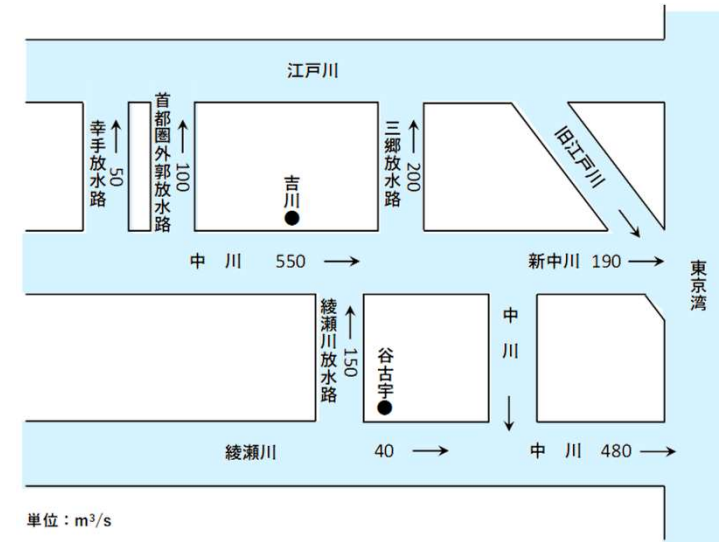 江戸川
幸手放水路
50
首都圏外郭放水路
100
三郷放水路
200
旧江戸川
吉川
中川 550
新中川 190
東京湾
綾瀬川放水路
150
谷古宇
中川
綾瀬川 40
中川 480
単位：m³/s